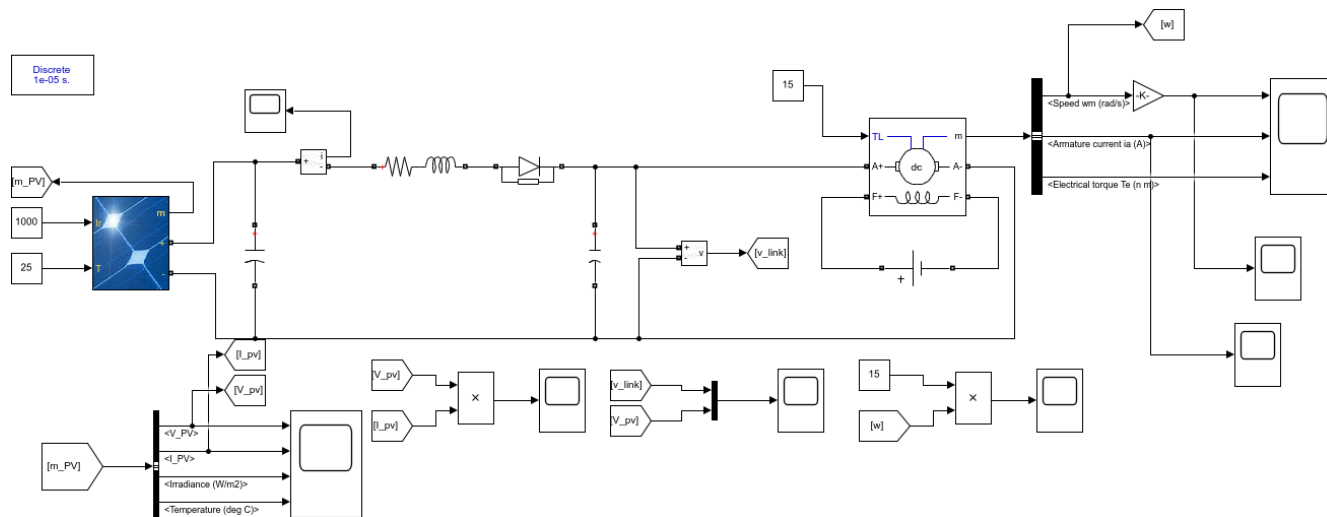 Discrete
1e-05 s.
[w]
15
-K-
<Speed wm (rad/s)>
TL
m
<Armature current ia (A)>
A+
dc
A-
<Electrical torque Te (n m)>
F+
F-
i
+
-
[m_PV]
1000
Ir
m
+
25
T
-
+
-
v
[v_link]
+
[I_pv]
[V_pv]
<V_PV>
<I_PV>
<Irradiance (W/m2)>
<Temperature (deg C)>
[m_PV]
[V_pv]
[I_pv]
×
[v_link]
[V_pv]
15
[w]
×